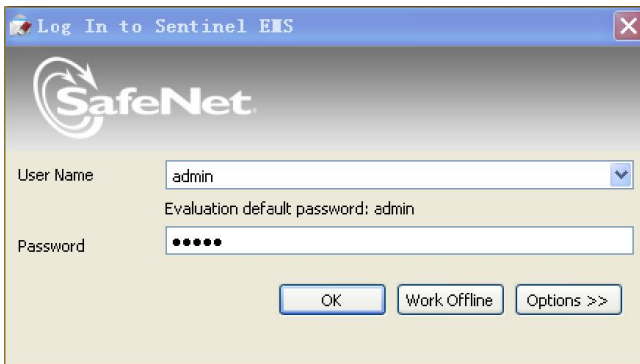 Log In to Sentinel EMS
SafeNet.
User Name
admin
Evaluation default password: admin
Password
•••••
OK
Work Offline
Options >>